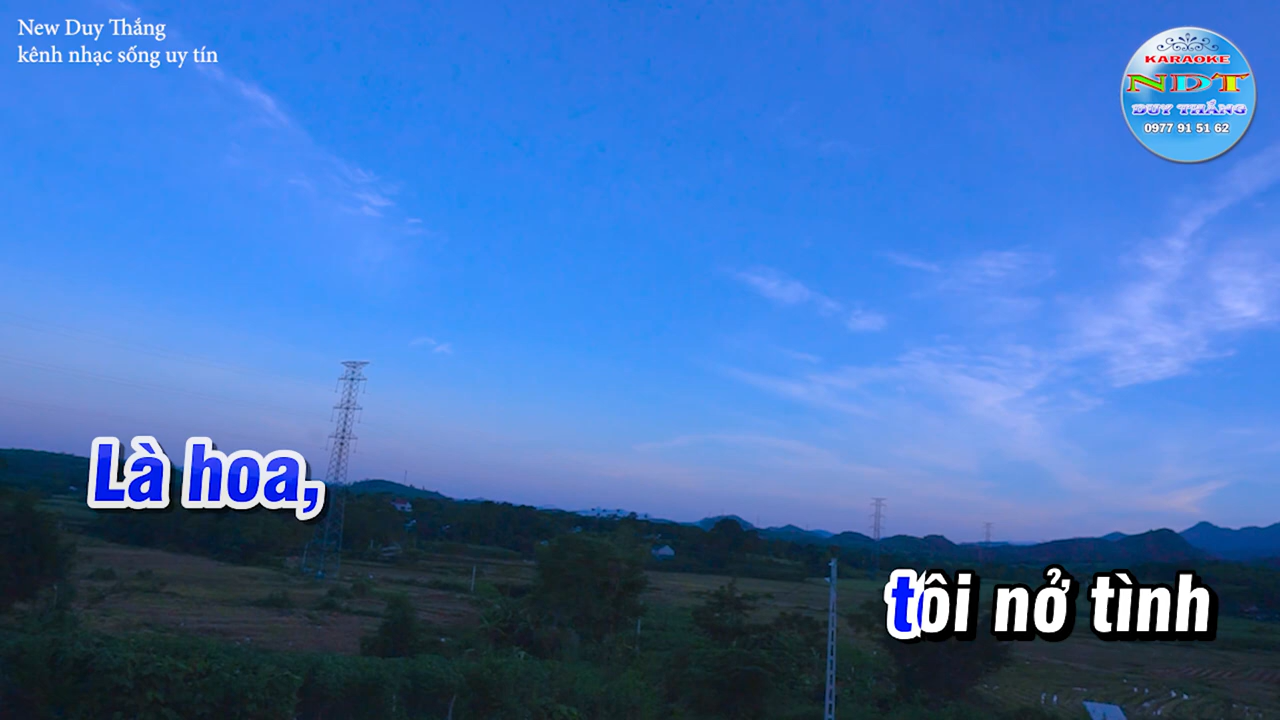 New Duy Thắng
kênh nhạc sống uy tín
KARAOKE
NDT
DUY THẮNG
0977 91 51 62
Là hoa,
tôi nở tình